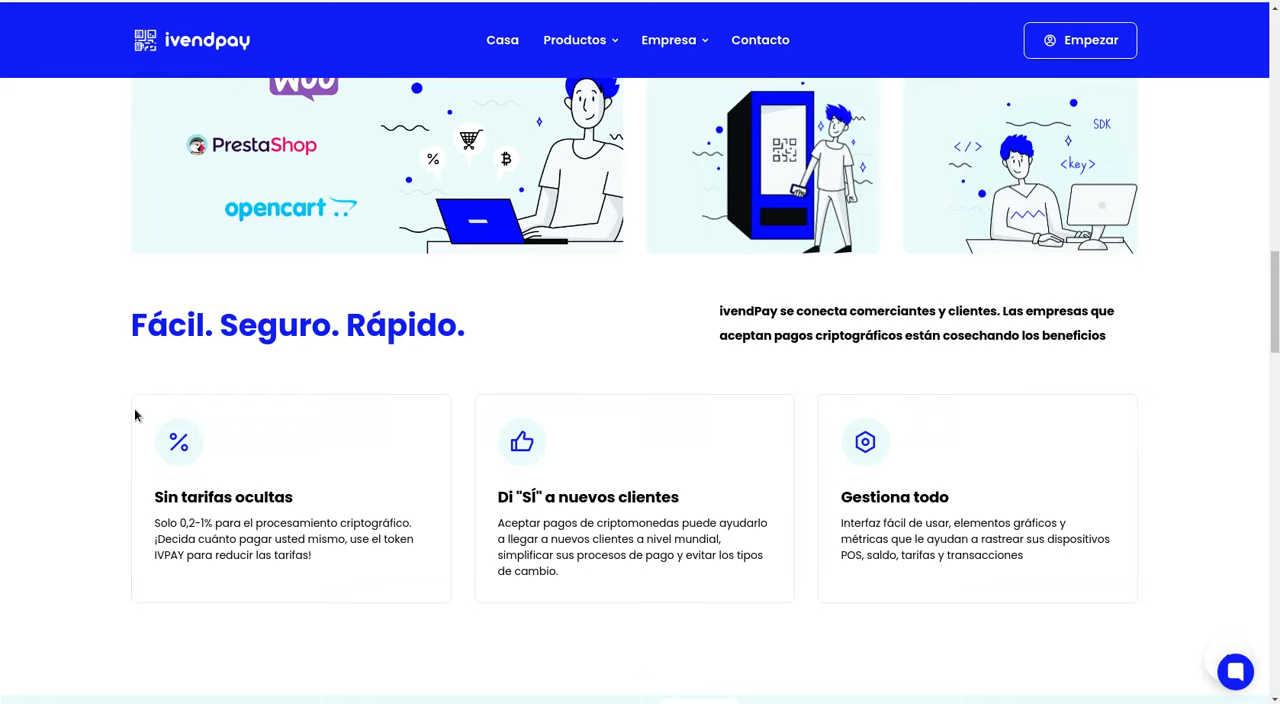 ivendpay
Casa
Productos
Empresa
Contacto
Empezar
WOO
PrestaShop
opencart
%
SDK
</>
<key>
Fácil. Seguro. Rápido.
ivendPay se conecta comerciantes y clientes. Las empresas que
aceptan pagos criptográficos están cosechando los beneficios
%
Sin tarifas ocultas
Solo 0,2-1% para el procesamiento criptográfico.
¡Decida cuánto pagar usted mismo, use el token
IVPAY para reducir las tarifas!
Di "SÍ" a nuevos clientes
Aceptar pagos de criptomonedas puede ayudarlo
a llegar a nuevos clientes a nivel mundial,
simplificar sus procesos de pago y evitar los tipos
de cambio.
Gestiona todo
Interfaz fácil de usar, elementos gráficos y
métricas que le ayudan a rastrear sus dispositivos
POS, saldo, tarifas y transacciones